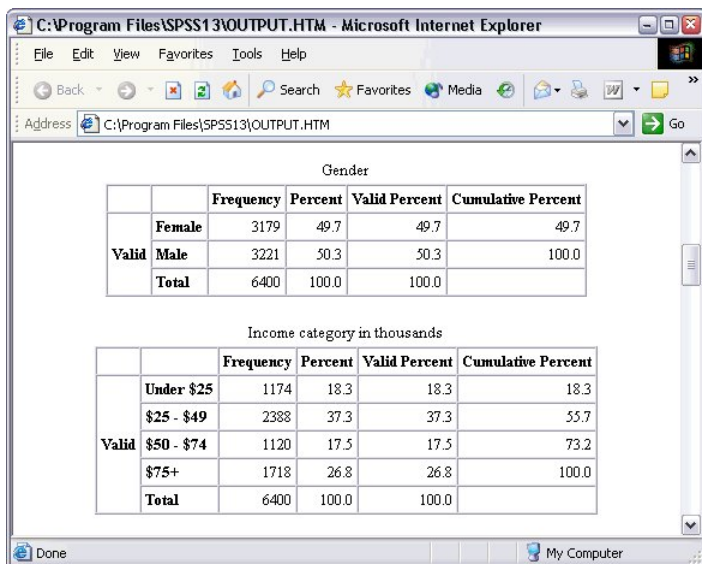 C:\Program Files\SPSS13\OUTPUT.HTM - Microsoft Internet Explorer
File Edit View Favorites Tools Help
Back Search Favorites Media W »
Address C:\Program Files\SPSS13\OUTPUT.HTM Go
Gender
Frequency Percent Valid Percent Cumulative Percent
Female 3179 49.7 49.7 49.7
Valid Male 3221 50.3 50.3 100.0
Total 6400 100.0 100.0
Income category in thousands
Frequency Percent Valid Percent Cumulative Percent
Under $25 1174 18.3 18.3 18.3
$25 - $49 2388 37.3 37.3 55.7
Valid $50 - $74 1120 17.5 17.5 73.2
$75+ 1718 26.8 26.8 100.0
Total 6400 100.0 100.0
Done My Computer